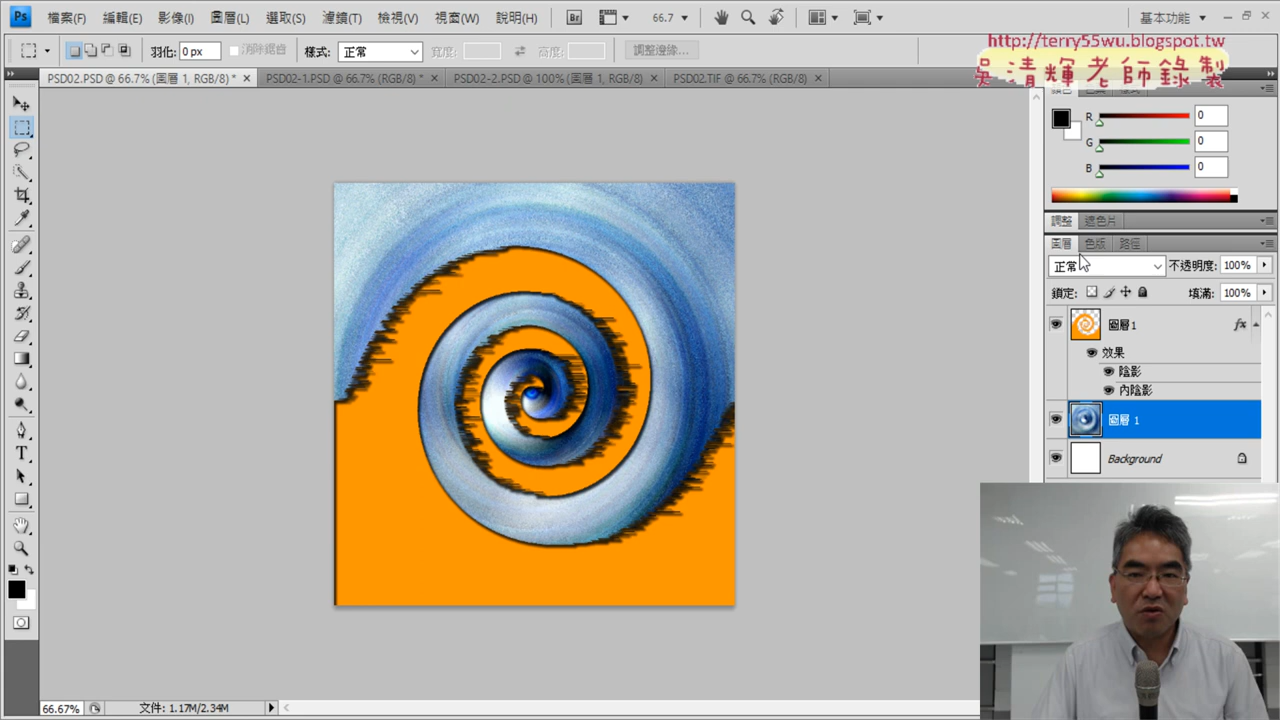 Ps 檔案(F) 編輯(E) 影像(I) 圖層(L) 選取(S) 濾鏡(T) 檢視(V) 視窗(W) 說明(H) Br 66.7 基本功能
http://terry55wu.blogspot.tw
吳清輝老師錄製
羽化: 0 px 消除鋸齒 樣式: 正常 寬度: 高度: 調整邊緣...
PSD02.PSD @ 66.7% (圖層 1, RGB/8) * PSD02-1.PSD @ 66.7% (RGB/8) * PSD02-2.PSD @ 100% (圖層 1, RGB/8) PSD02.TIF @ 66.7% (RGB/8)
R 0
G 0
B 0
調整 遮色片
圖層 色版 路徑
正常 不透明度: 100%
鎖定: 填滿: 100%
圖層1 fx
效果
陰影
內陰影
圖層 1
Background
66.67% 文件: 1.17M/2.34M